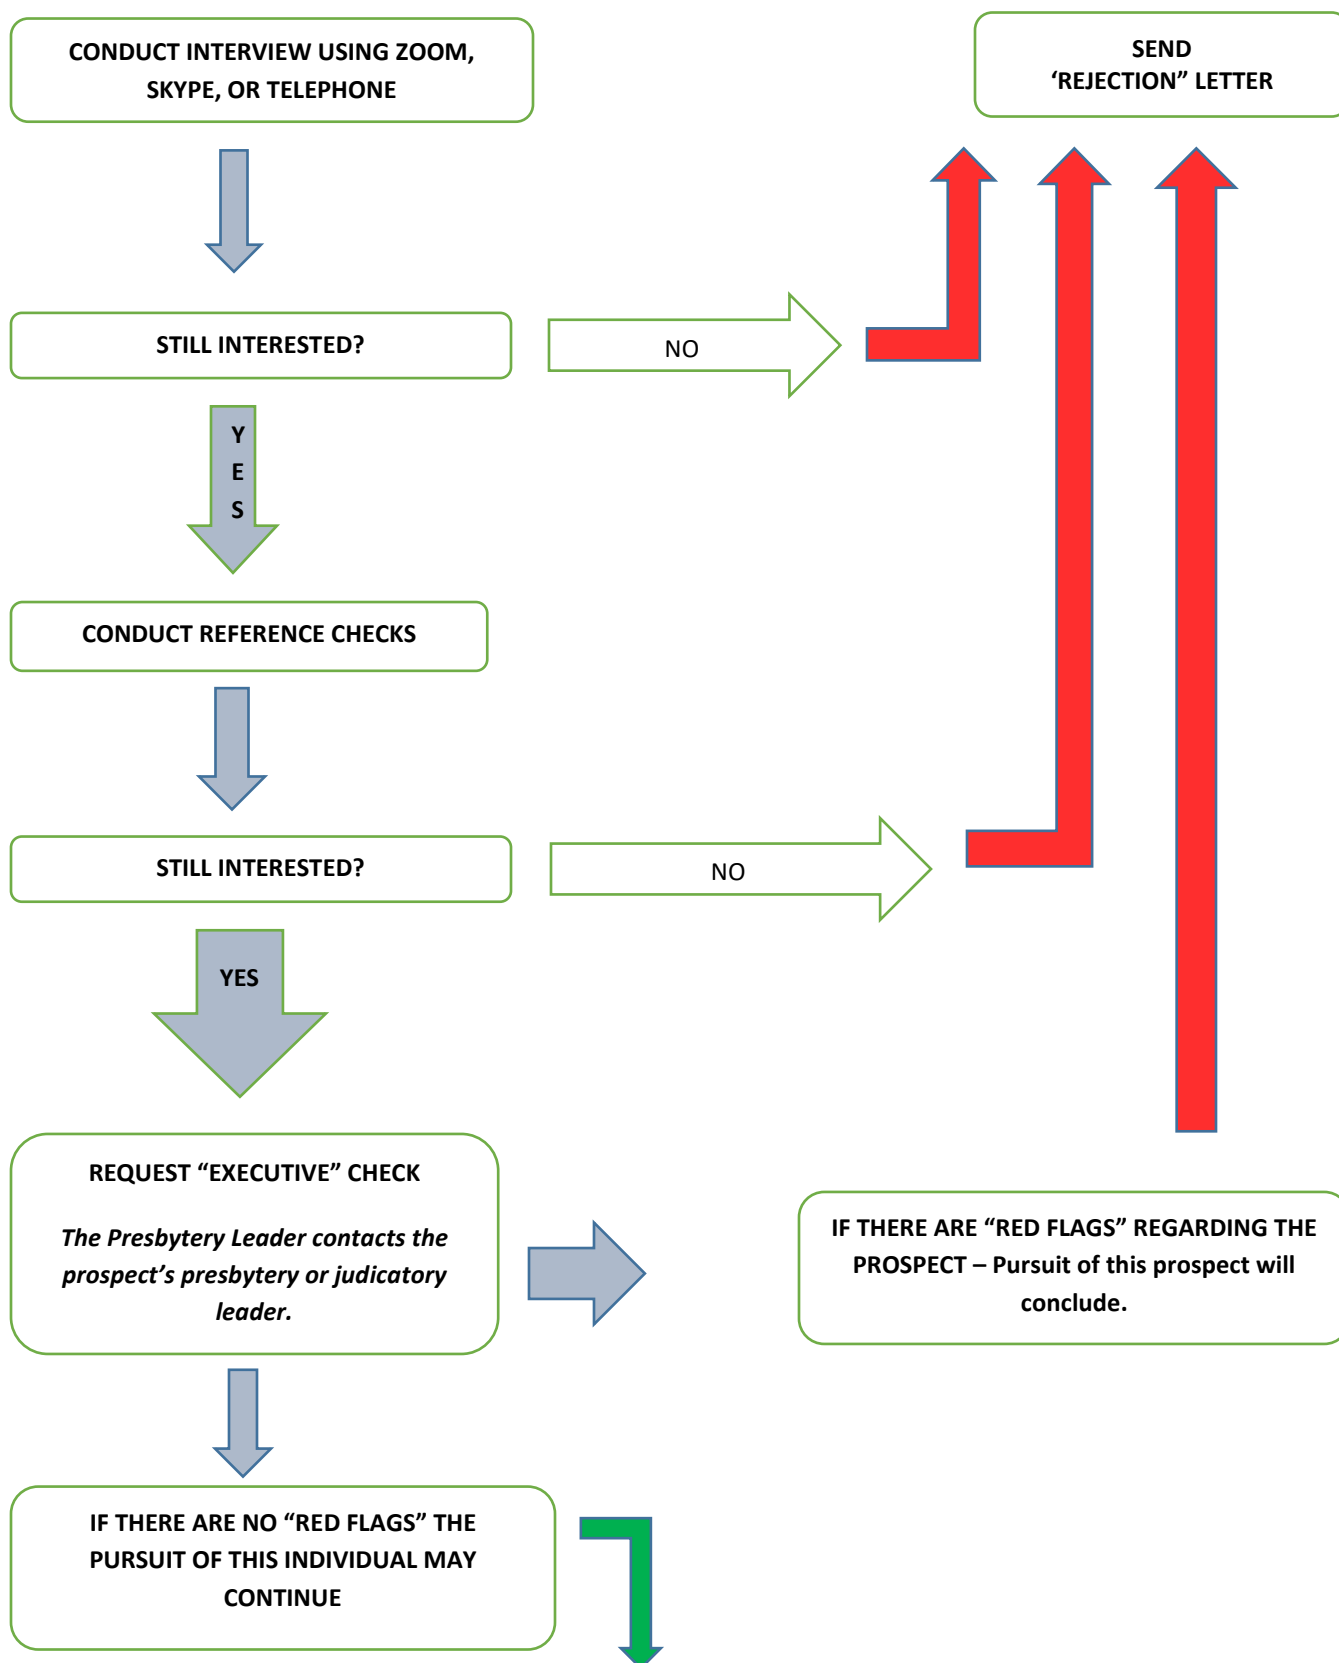 CONDUCT INTERVIEW USING ZOOM,
SKYPE, OR TELEPHONE
SEND
‘REJECTION” LETTER
STILL INTERESTED?
NO
Y
E
S
CONDUCT REFERENCE CHECKS
STILL INTERESTED?
NO
YES
REQUEST “EXECUTIVE” CHECK
The Presbytery Leader contacts the
prospect’s presbytery or judicatory
leader.
IF THERE ARE “RED FLAGS” REGARDING THE
PROSPECT – Pursuit of this prospect will
conclude.
IF THERE ARE NO “RED FLAGS” THE
PURSUIT OF THIS INDIVIDUAL MAY
CONTINUE